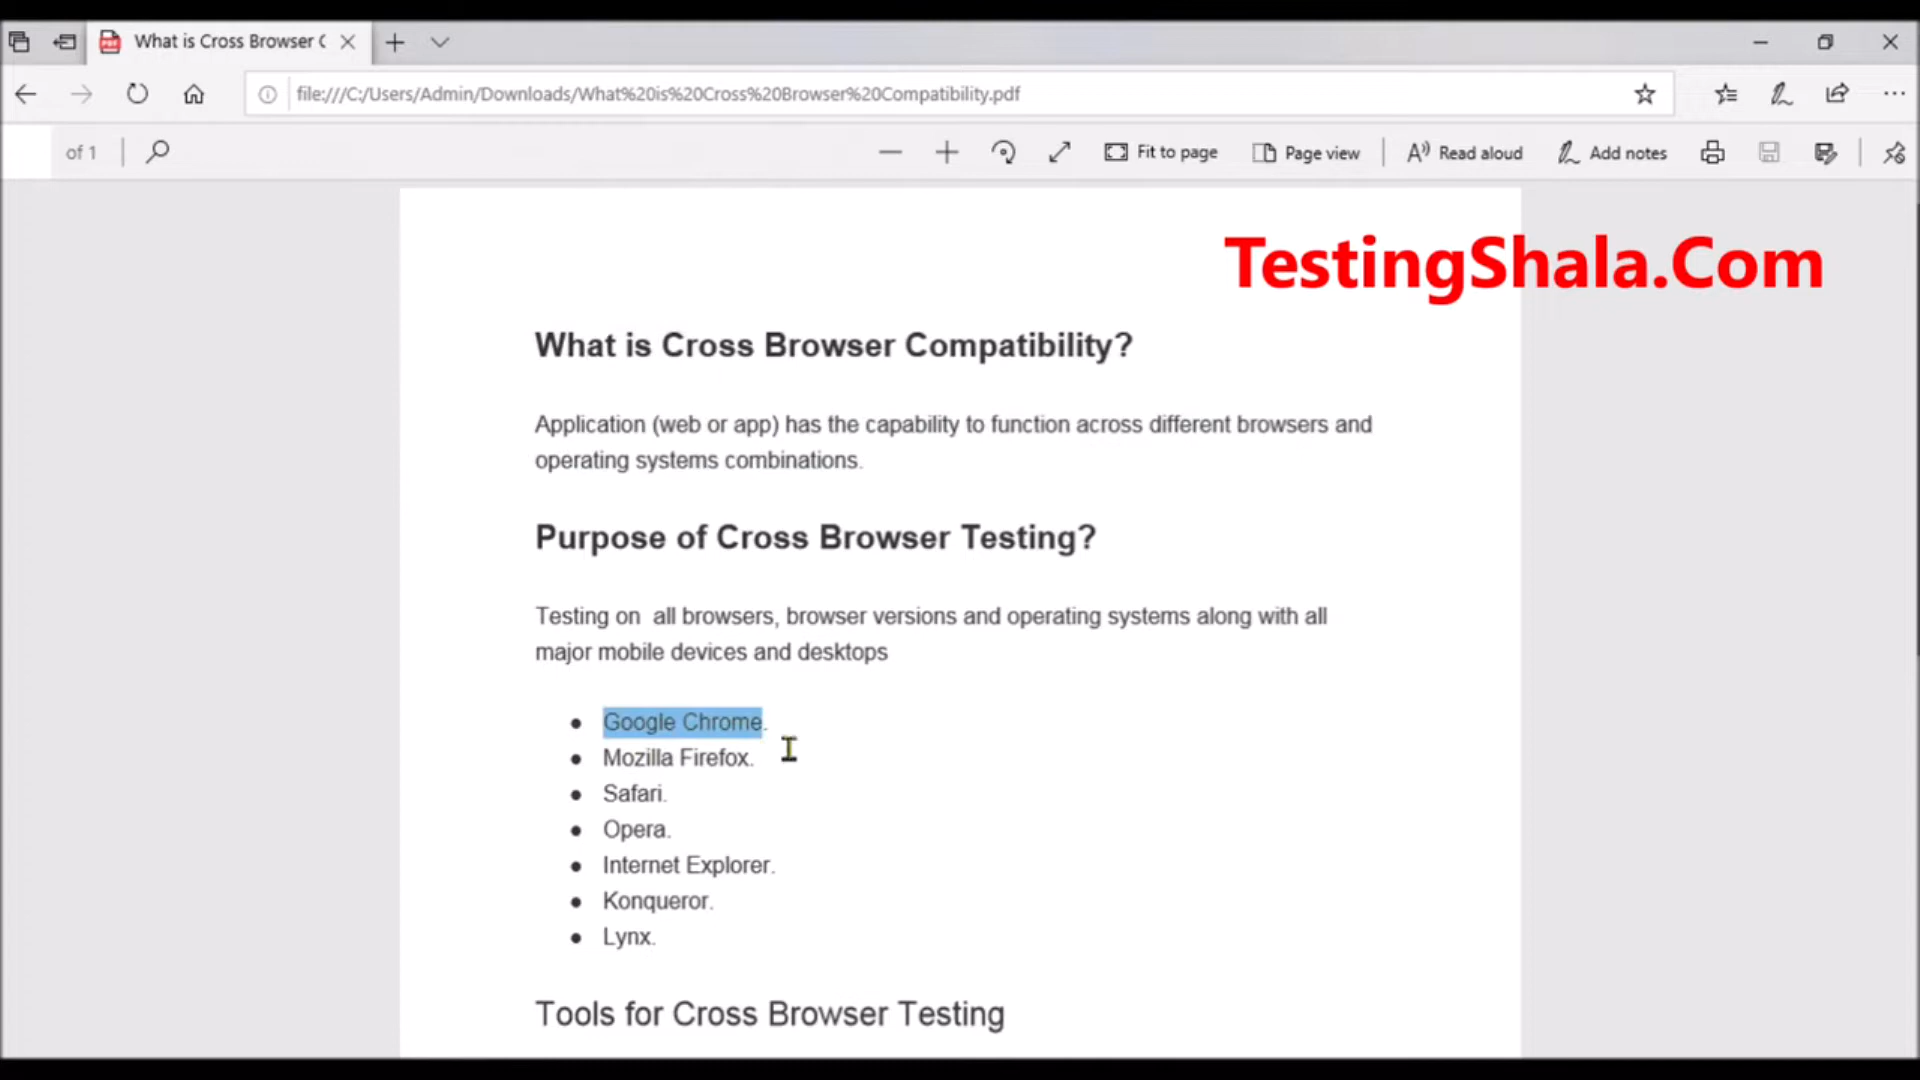 What is Cross Browser C
file:///C:/Users/Admin/Downloads/What%20is%20Cross%20Browser%20Compatibility.pdf
of 1
Fit to page
Page view
Read aloud
Add notes
TestingShala.Com
What is Cross Browser Compatibility?
Application (web or app) has the capability to function across different browsers and
operating systems combinations.
Purpose of Cross Browser Testing?
Testing on  all browsers, browser versions and operating systems along with all
major mobile devices and desktops
● Google Chrome.
● Mozilla Firefox.
● Safari.
● Opera.
● Internet Explorer.
● Konqueror.
● Lynx.
Tools for Cross Browser Testing